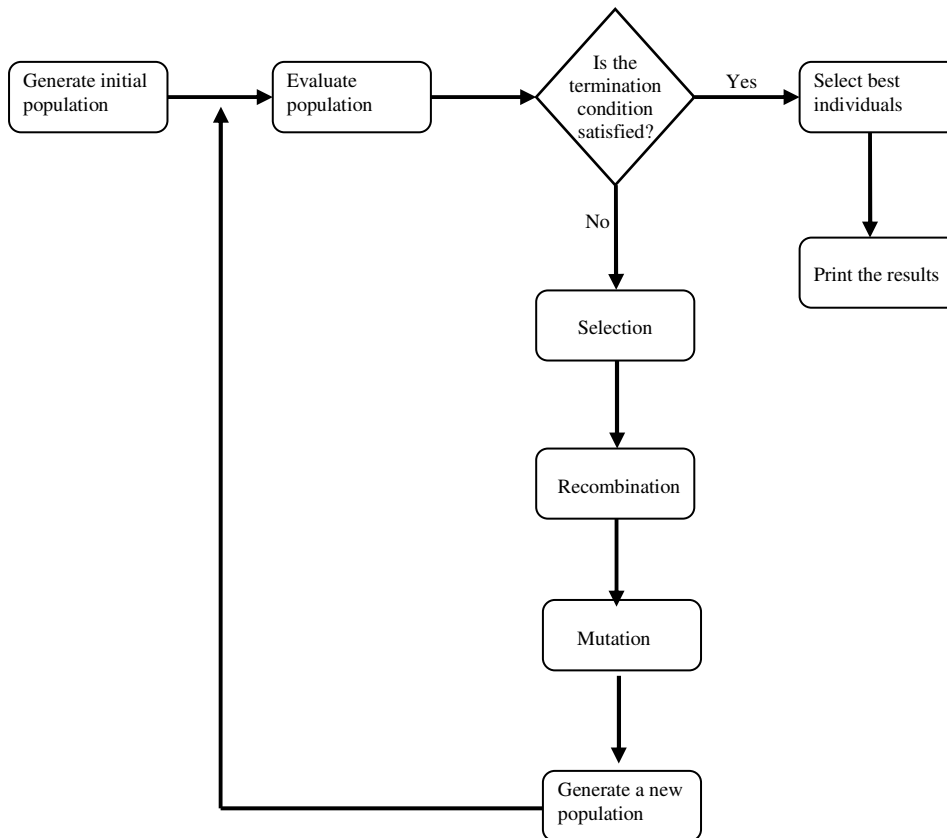 Generate initial
population
Evaluate
population
Is the
termination
condition
satisfied?
Yes
Select best
individuals
No
Print the results
Selection
Recombination
Mutation
Generate a new
population